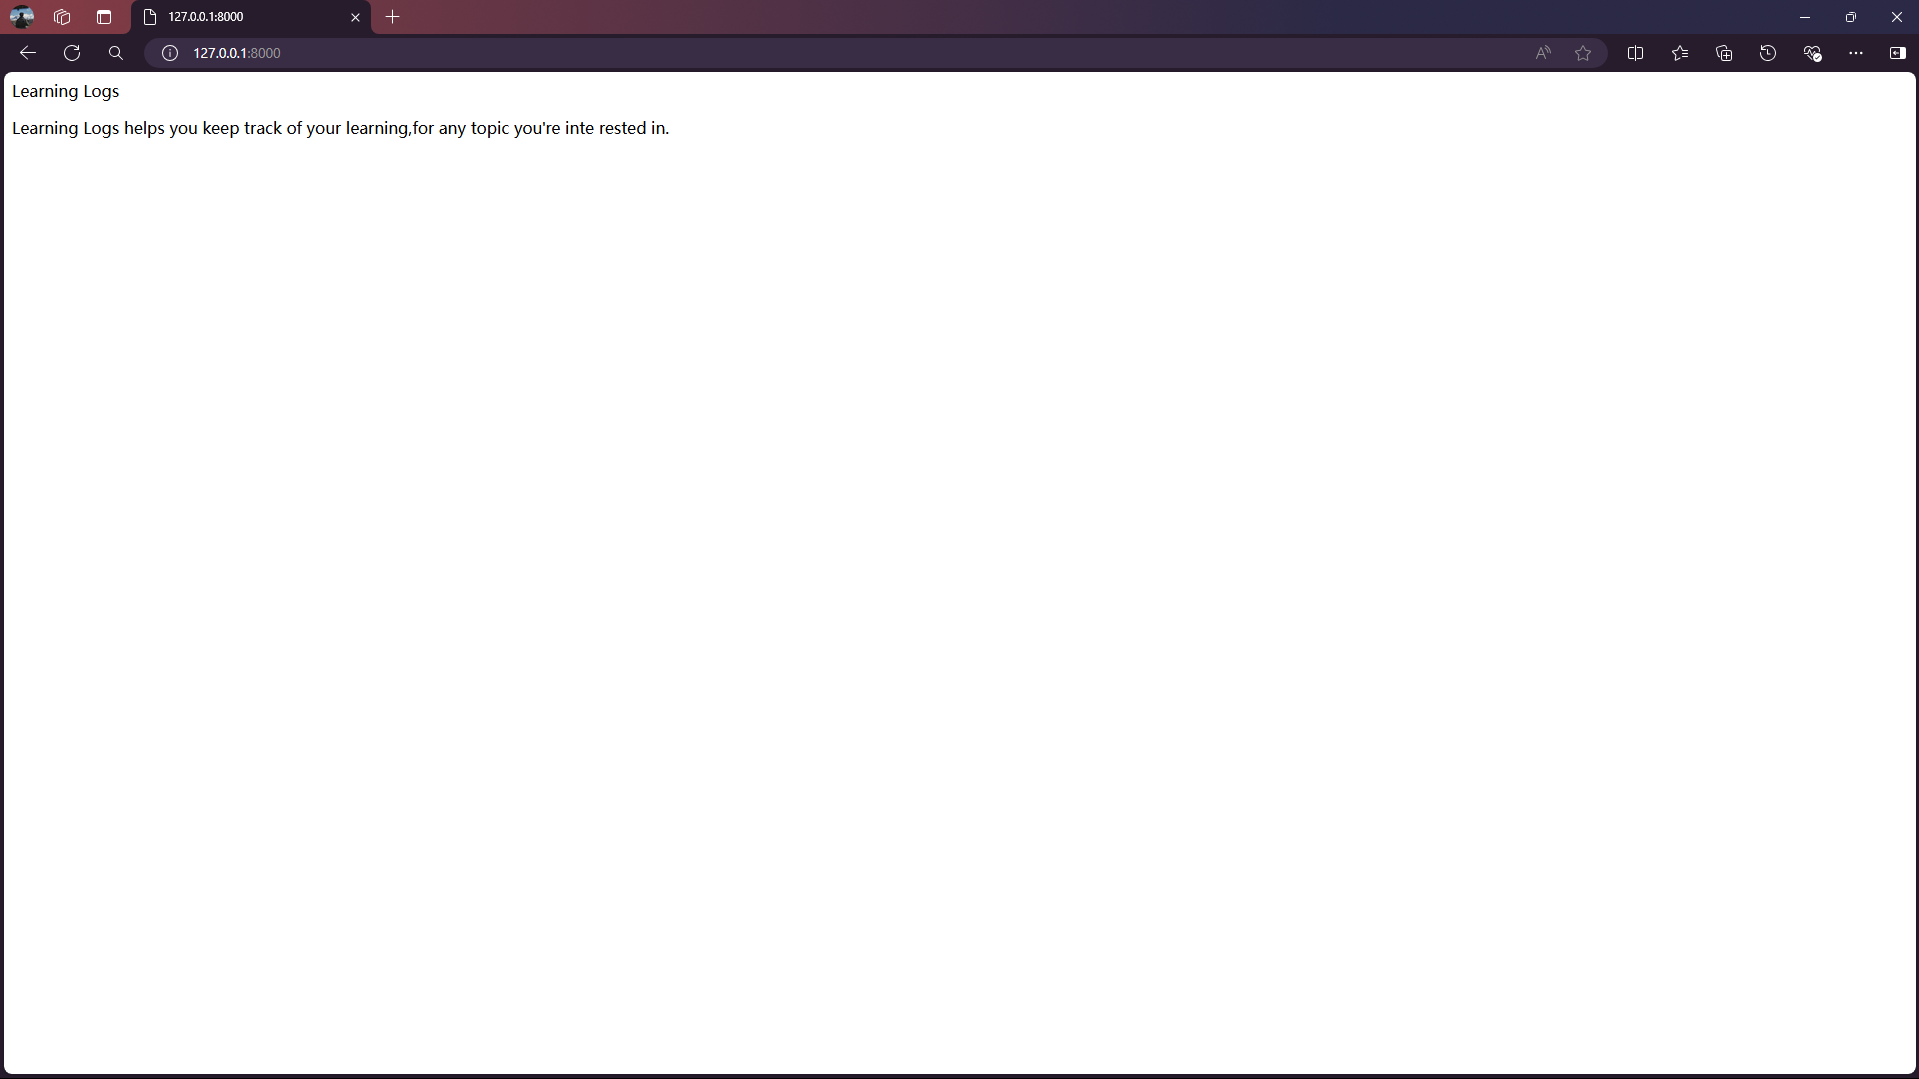 127.0.0.1:8000
127.0.0.1:8000
Learning Logs
Learning Logs helps you keep track of your learning,for any topic you're inte rested in.